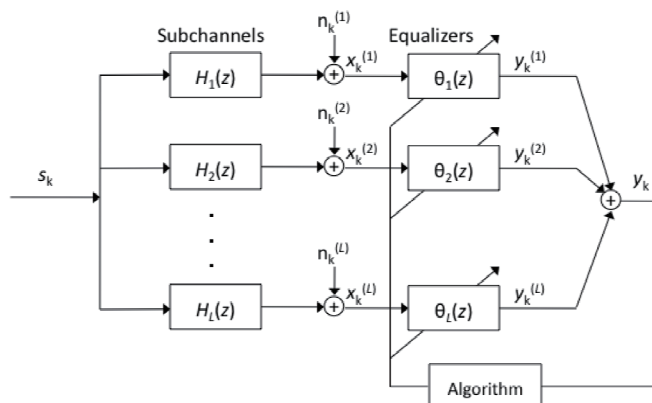 n_k^(1)
Subchannels Equalizers
H_1(z) x_k^(1) θ_1(z) y_k^(1)
+
n_k^(2)
H_2(z) x_k^(2) θ_2(z) y_k^(2)
+
s_k
y_k
+
.
.
.
n_k^(L)
H_L(z) x_k^(L) θ_L(z) y_k^(L)
+
Algorithm